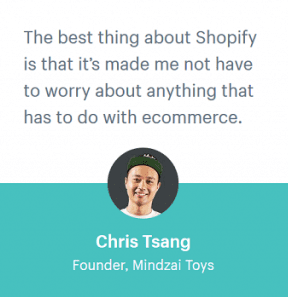 The best thing about Shopify
is that it’s made me not have
to worry about anything that
has to do with ecommerce.
Chris Tsang
Founder, Mindzai Toys